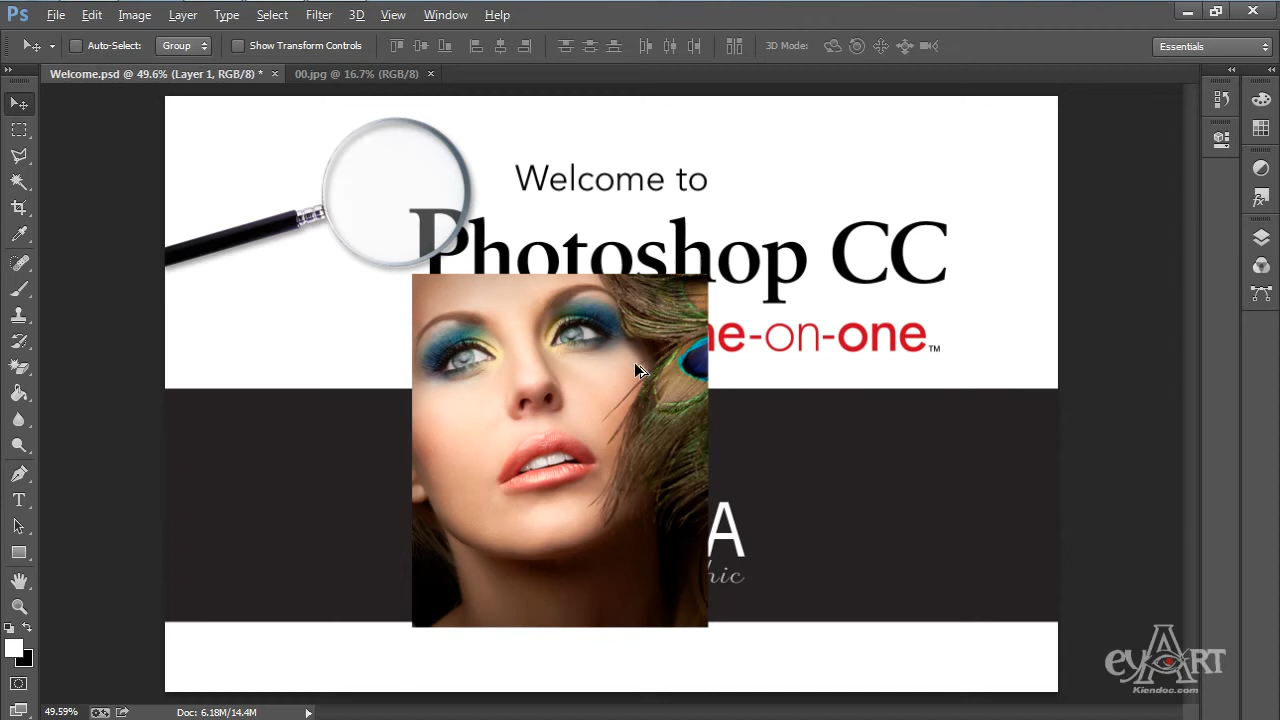 Ps File Edit Image Layer Type Select Filter 3D View Window Help
Auto-Select: Group Show Transform Controls 3D Mode: Essentials
Welcome.psd @ 49.6% (Layer 1, RGB/8) * × 00.jpg @ 16.7% (RGB/8) ×
Welcome to
Photoshop CC
ne-on-one™
A
hic
eyART
Kiendoc.com
49.59% Doc: 6.18M/14.4M